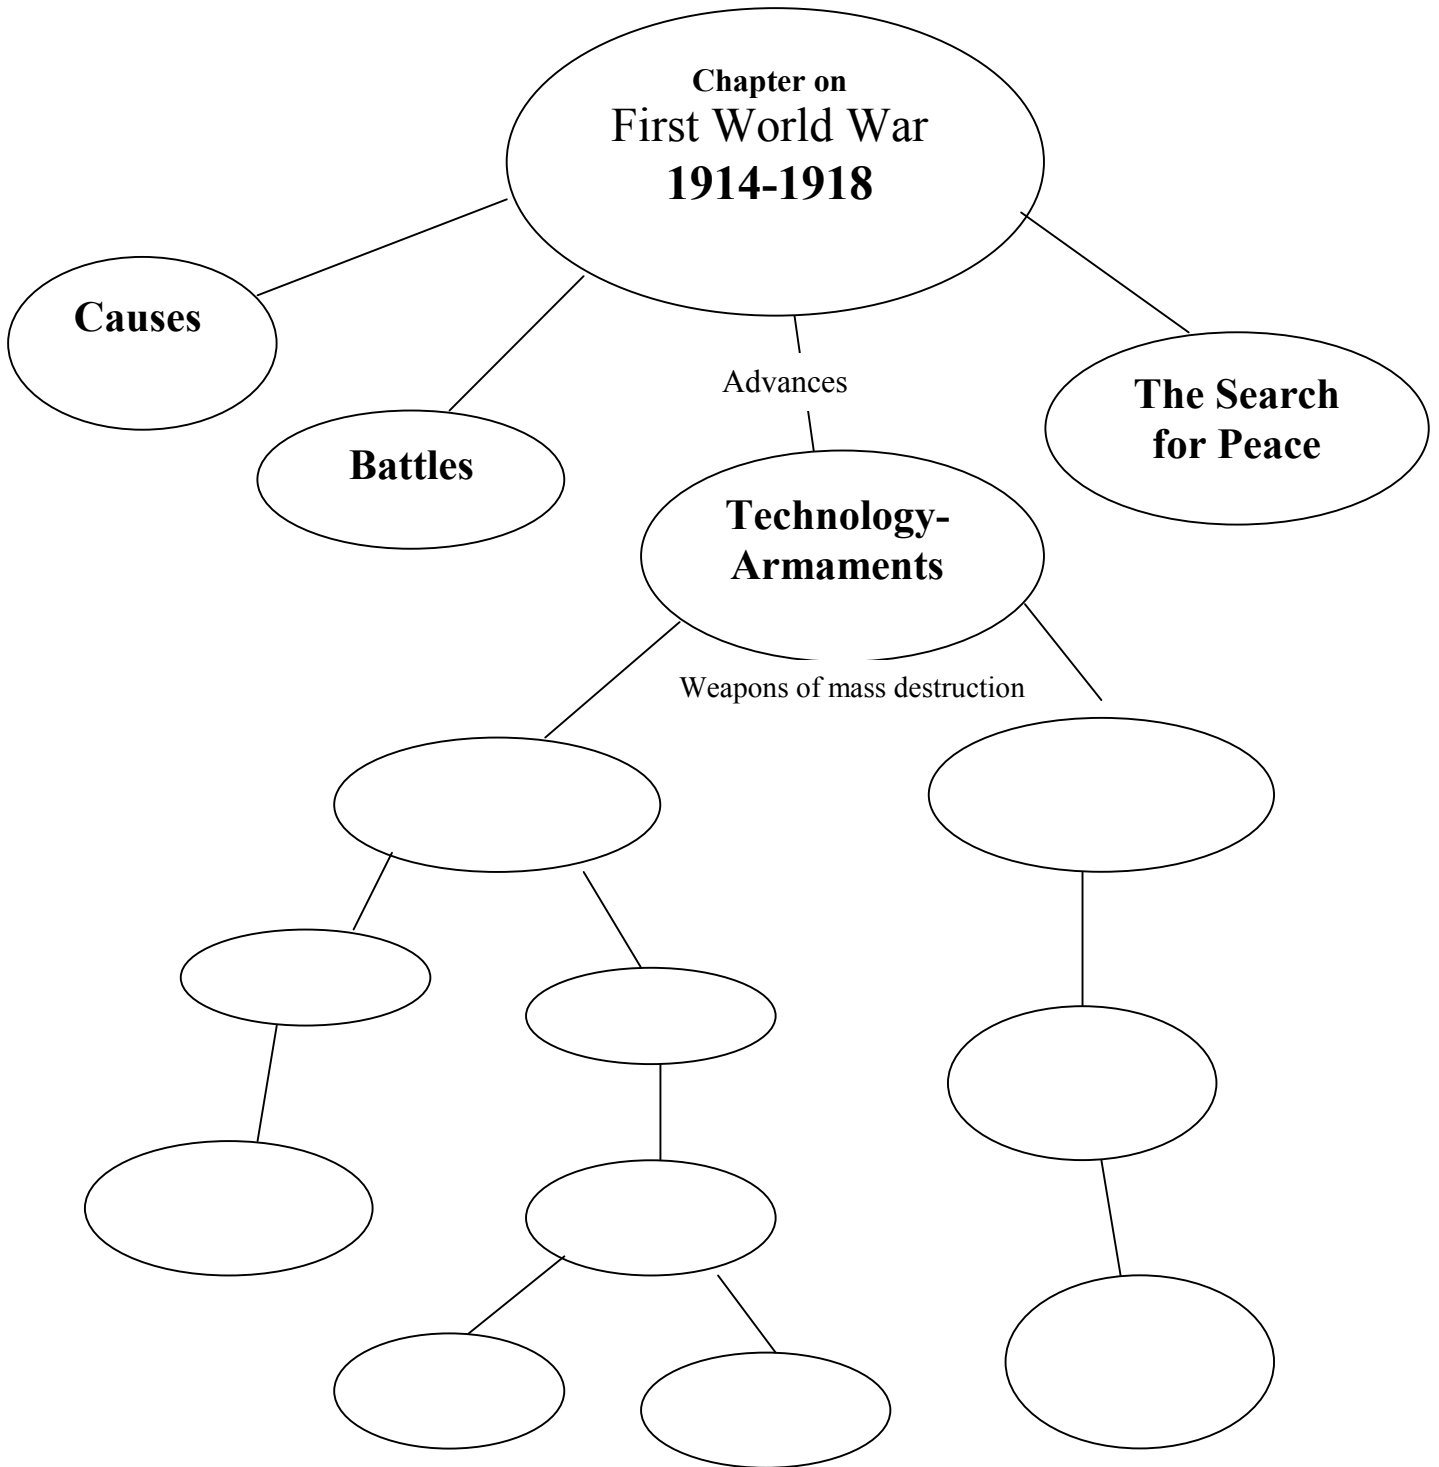 Chapter on
First World War
1914-1918
Causes
Battles
Advances
The Search
for Peace
Technology-
Armaments
Weapons of mass destruction